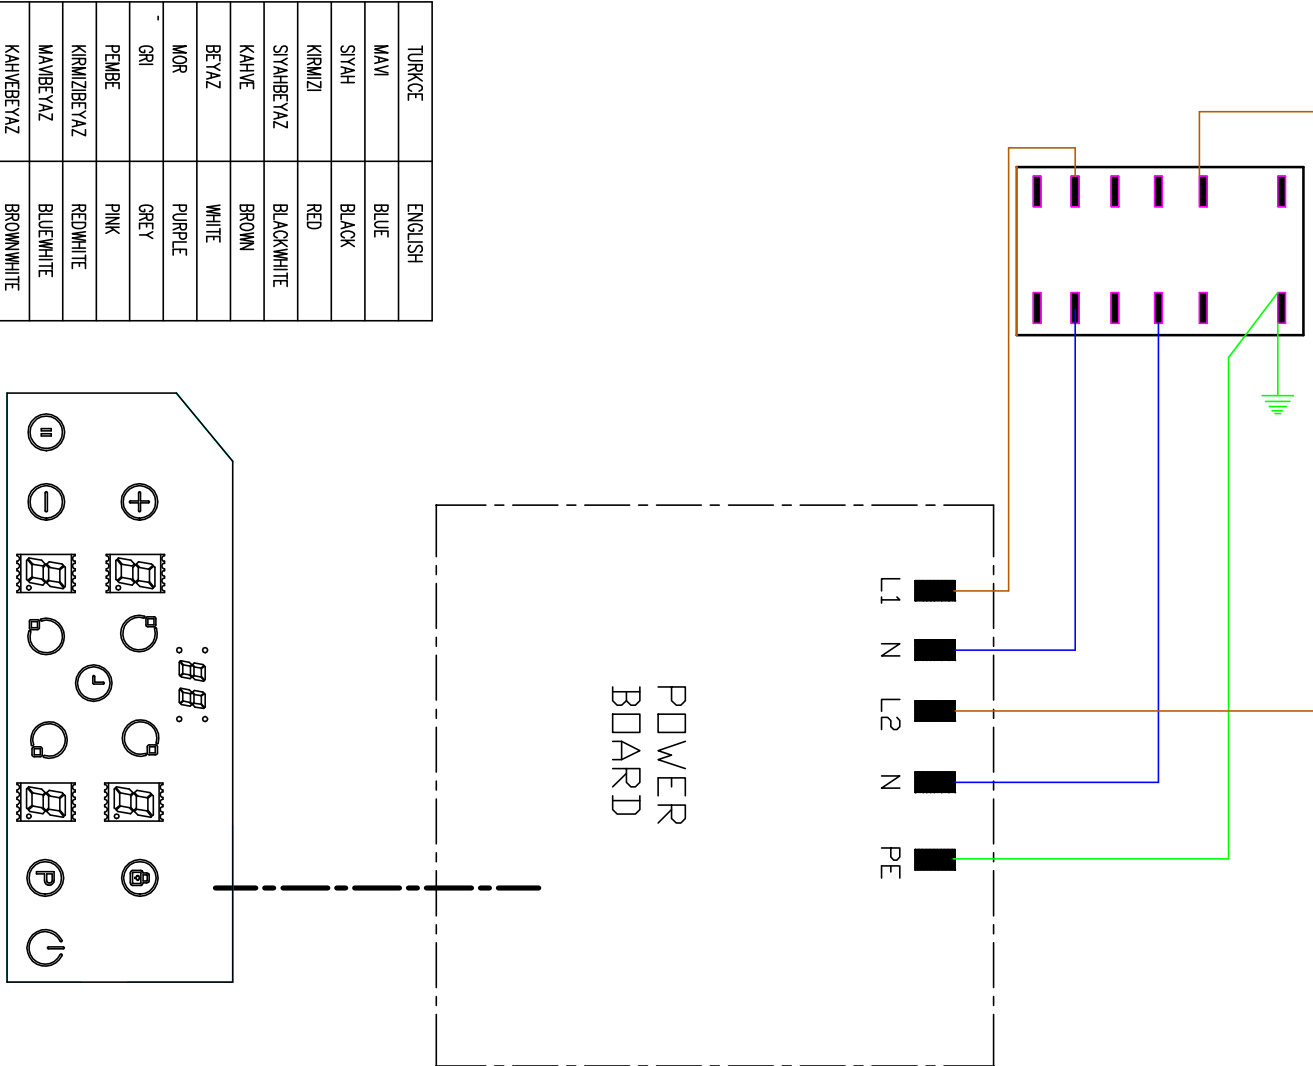 TURKCE ENGLISH
MAVI BLUE
SIYAH BLACK
KIRMIZI RED
SIYAHBEYAZ BLACKWHITE
KAHVE BROWN
BEYAZ WHITE
MOR PURPLE
GRI GREY
PEMBE PINK
KIRMIZIBEYAZ REDWHITE
MAVIBEYAZ BLUEWHITE
KAHVEBEYAZ BROWNWHITE
L1
N
L2
N
PE
POWER
BOARD
P